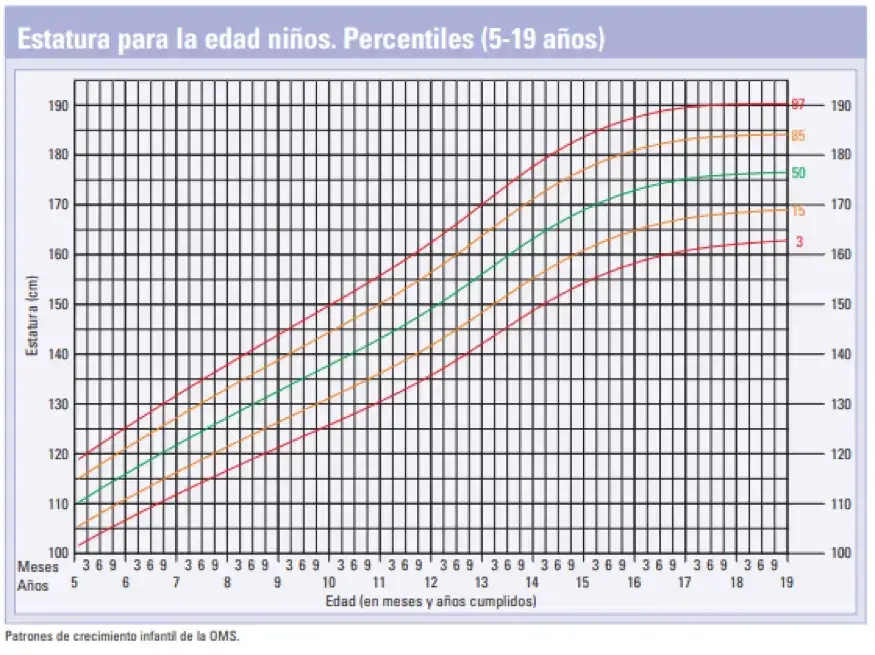 Estatura para la edad niños. Percentiles (5-19 años)
190 97 190
85
180 180
50
170 15 170
3
160 160
150 150
Estatura (cm)
140 140
130 130
120 120
110 110
100 100
Meses 3 6 9 3 6 9 3 6 9 3 6 9 3 6 9 3 6 9 3 6 9 3 6 9 3 6 9 3 6 9 3 6 9 3 6 9 3 6 9 3 6 9
Años 5 6 7 8 9 10 11 12 13 14 15 16 17 18 19
Edad (en meses y años cumplidos)
Patrones de crecimiento infantil de la OMS.